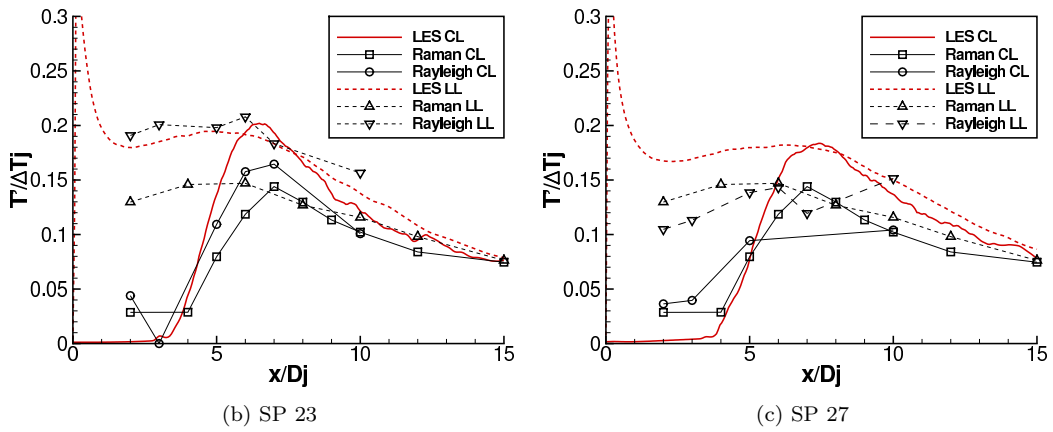 0.3
0.25
0.2
0.15
0.1
0.05
0
T'/ΔTj
0 5 10 15
x/Dj
LES CL
Raman CL
Rayleigh CL
LES LL
Raman LL
Rayleigh LL
(b) SP 23
0.3
0.25
0.2
0.15
0.1
0.05
0
T'/ΔTj
0 5 10 15
x/Dj
LES CL
Raman CL
Rayleigh CL
LES LL
Raman LL
Rayleigh LL
(c) SP 27